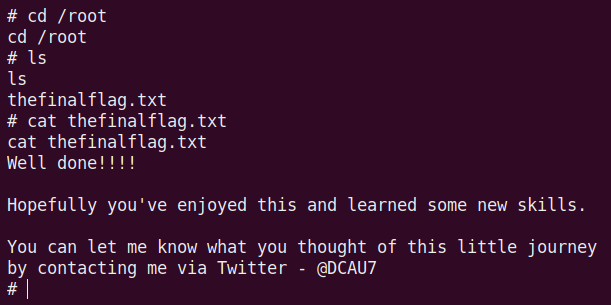 # cd /root
cd /root
# ls
ls
thefinalflag.txt
# cat thefinalflag.txt
cat thefinalflag.txt
Well done!!!!
Hopefully you've enjoyed this and learned some new skills.
You can let me know what you thought of this little journey
by contacting me via Twitter - @DCAU7
#